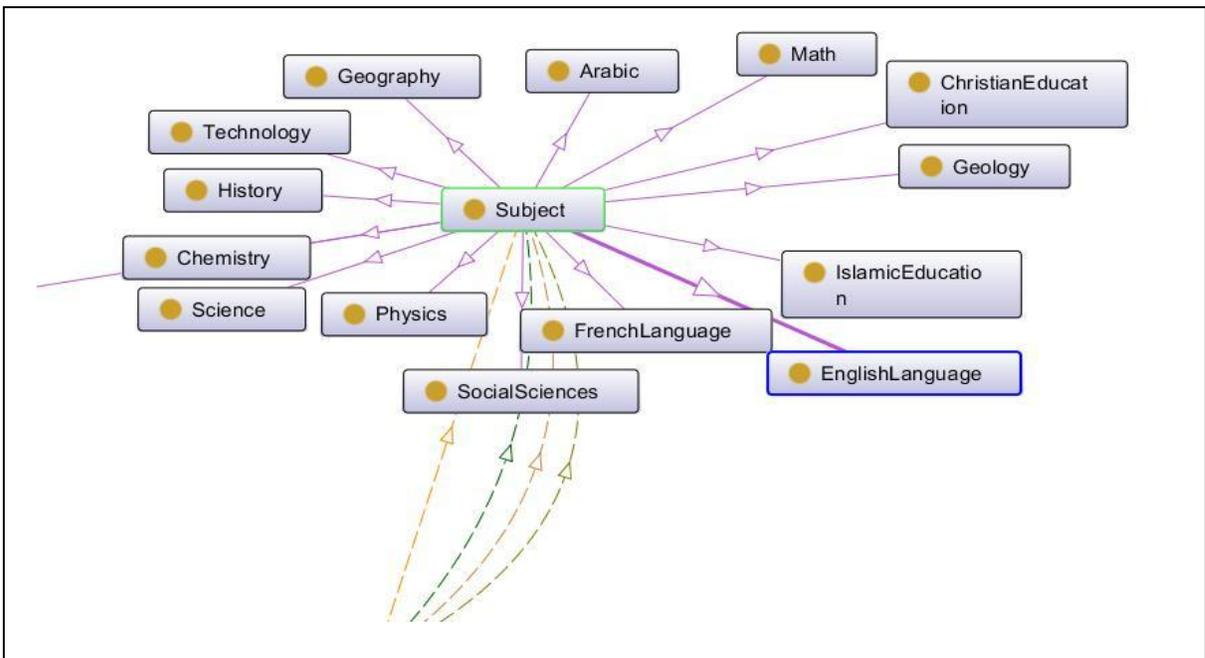 Math
Arabic
Geography
ChristianEducat
ion
Technology
Geology
History
Subject
Chemistry
IslamicEducatio
n
Science
Physics
FrenchLanguage
EnglishLanguage
SocialSciences